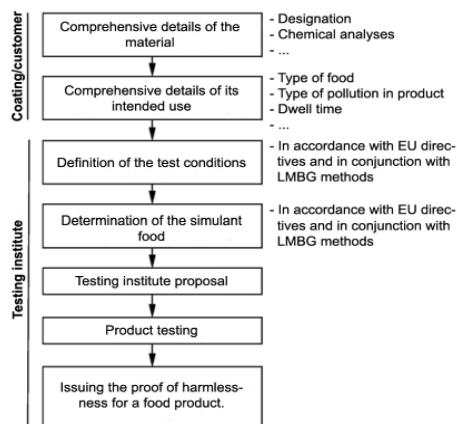 Coating/customer
Comprehensive details of the
material
- Designation
- Chemical analyses
- ...
Comprehensive details of its
intended use
- Type of food
- Type of pollution in product
- Dwell time
- ...
Testing institute
Definition of the test conditions
- In accordance with EU direc-
tives and in conjunction with
LMBG methods
Determination of the simulant
food
- In accordance with EU direc-
tives and in conjunction with
LMBG methods
Testing institute proposal
Product testing
Issuing the proof of harmless-
ness for a food product.